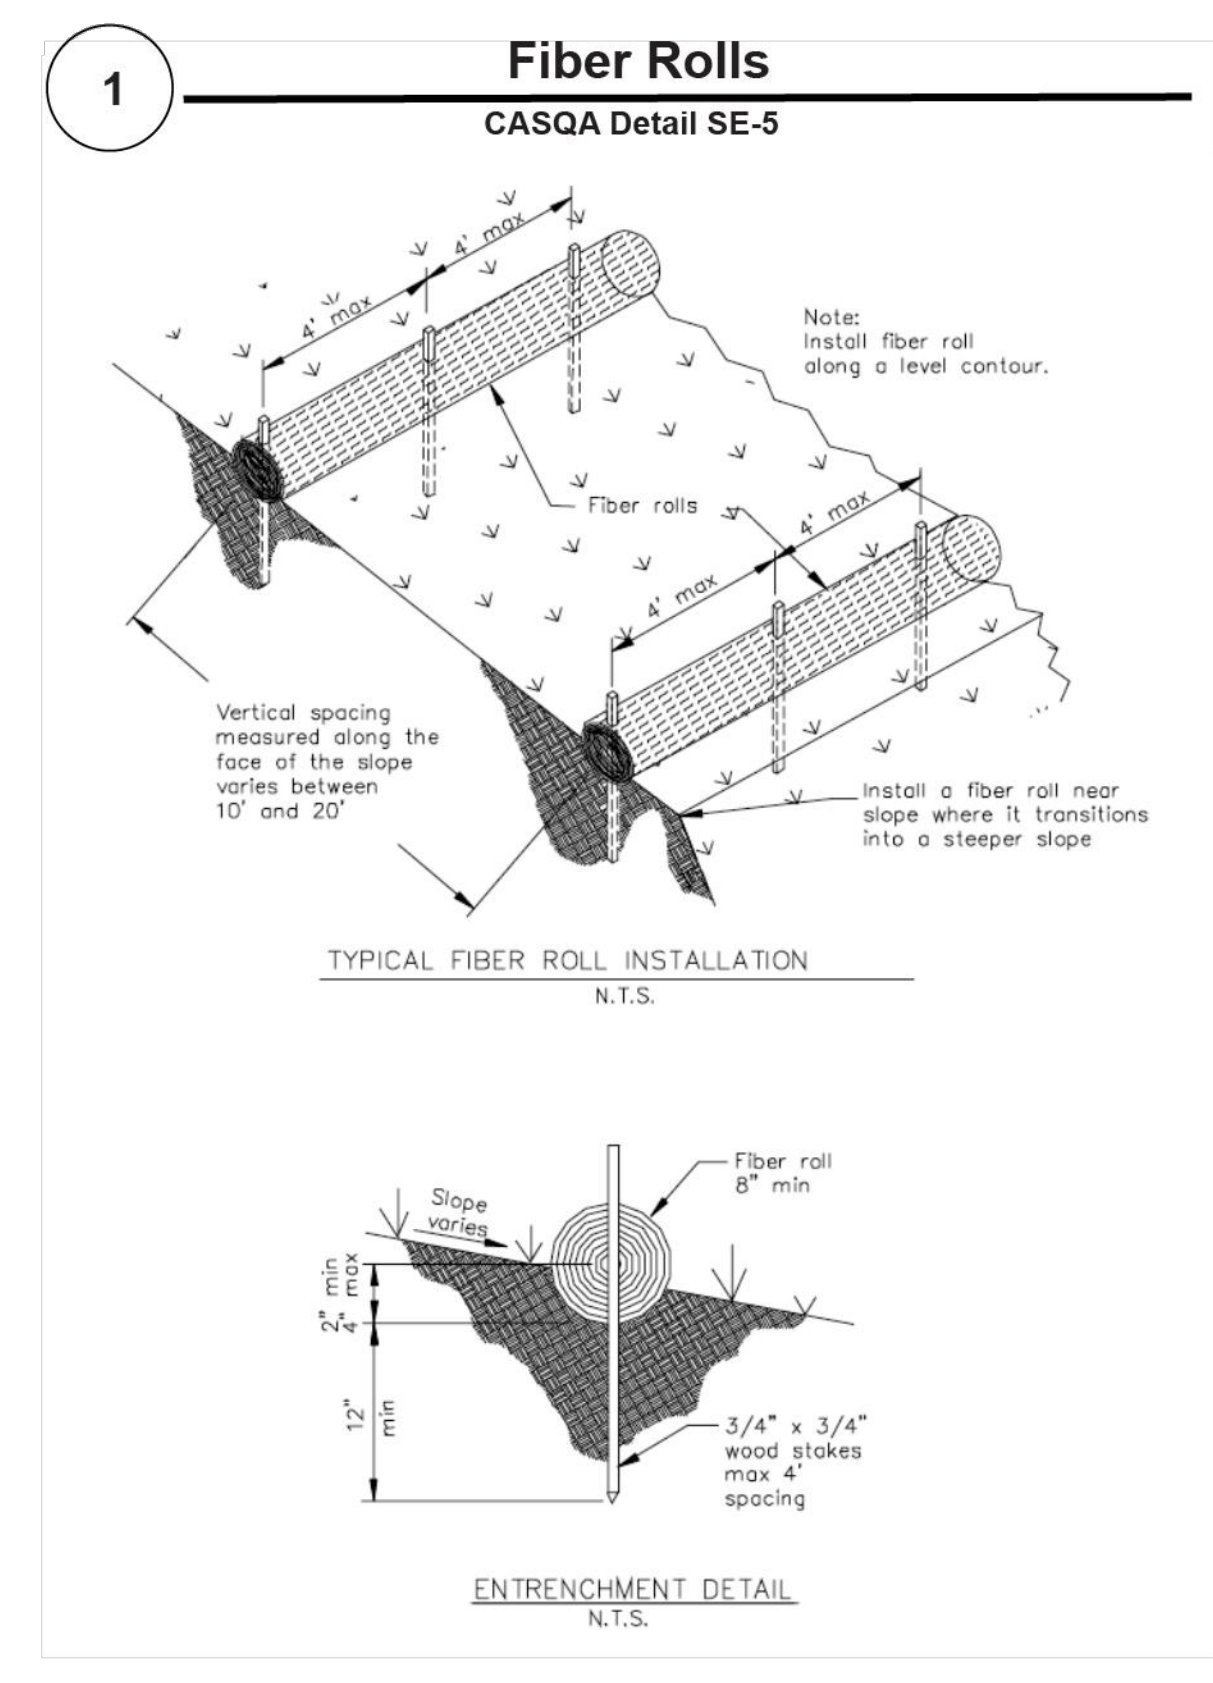 1
Fiber Rolls
CASQA Detail SE-5
4' max
4' max
Note:
Install fiber roll
along a level contour.
Fiber rolls
4' max
4' max
Vertical spacing
measured along the
face of the slope
varies between
10' and 20'
Install a fiber roll near
slope where it transitions
into a steeper slope
TYPICAL FIBER ROLL INSTALLATION
N.T.S.
Fiber roll
8" min
Slope
varies
2" min
4" max
12"
min
3/4" x 3/4"
wood stakes
max 4'
spacing
ENTRENCHMENT DETAIL
N.T.S.